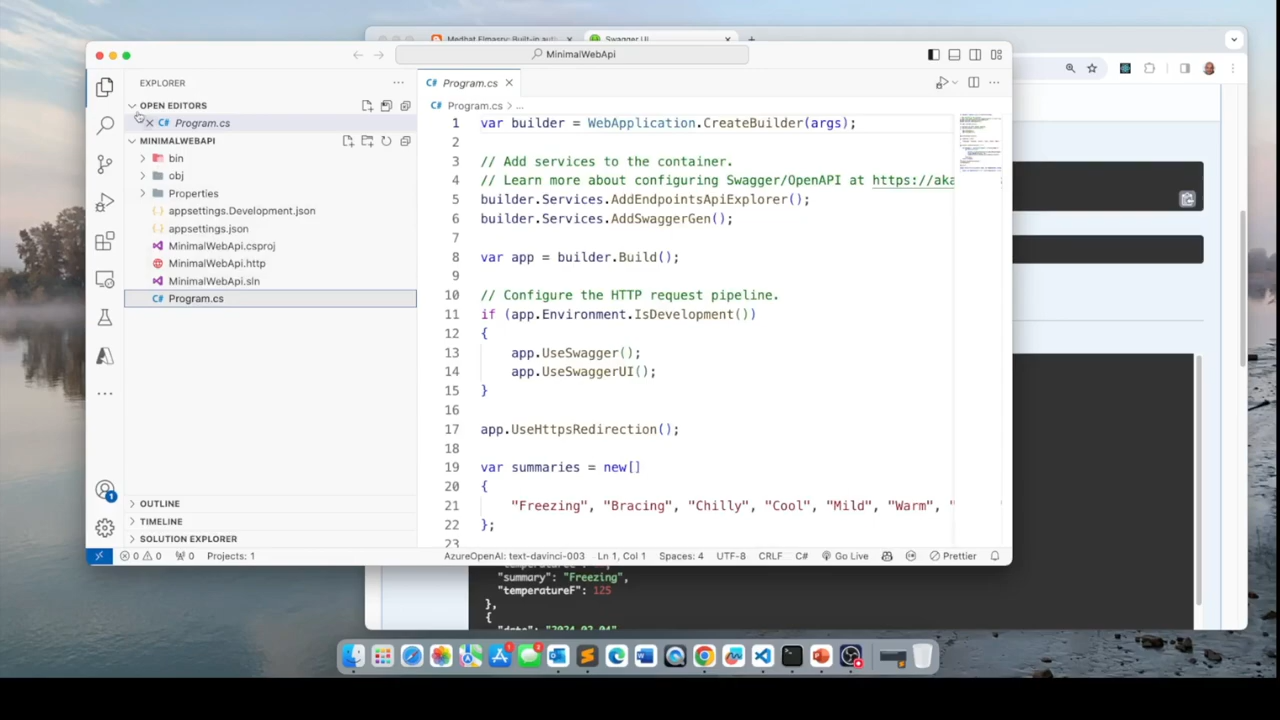 Medhat Elmasry: Built-in aut
Swagger UI
MinimalWebApi
EXPLORER
Program.cs
OPEN EDITORS
Program.cs > ...
Program.cs
MINIMALWEBAPI
bin
obj
Properties
appsettings.Development.json
appsettings.json
MinimalWebApi.csproj
MinimalWebApi.http
MinimalWebApi.sln
C# Program.cs
1 var builder = WebApplication.CreateBuilder(args);
2
3 // Add services to the container.
4 // Learn more about configuring Swagger/OpenAPI at https://aka
5 builder.Services.AddEndpointsApiExplorer();
6 builder.Services.AddSwaggerGen();
7
8 var app = builder.Build();
9
10 // Configure the HTTP request pipeline.
11 if (app.Environment.IsDevelopment())
12 {
13 app.UseSwagger();
14 app.UseSwaggerUI();
15 }
16
17 app.UseHttpsRedirection();
18
19 var summaries = new[]
20 {
21 "Freezing", "Bracing", "Chilly", "Cool", "Mild", "Warm", "
22 };
23
OUTLINE
TIMELINE
SOLUTION EXPLORER
0 0 0 Projects: 1 AzureOpenAI: text-davinci-003 Ln 1, Col 1 Spaces: 4 UTF-8 CRLF C# Go Live Prettier
"summary": "Freezing",
"temperatureF": 125
},
{
"date": "2024-02-04"